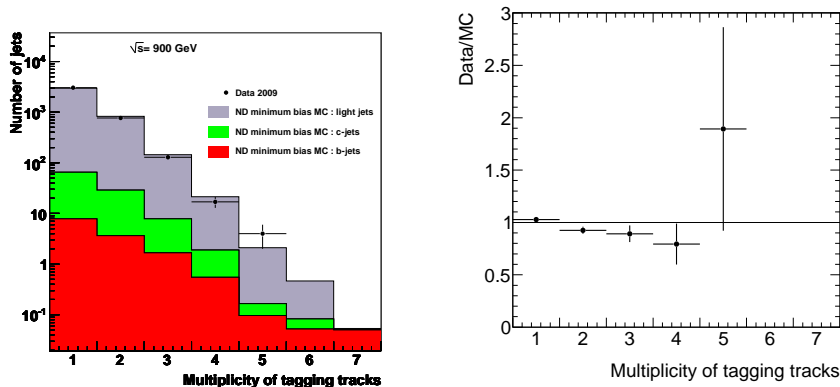 √s= 900 GeV
Number of jets
10⁴
10³
10²
10
1
10⁻¹
Data 2009
ND minimum bias MC : light jets
ND minimum bias MC : c-jets
ND minimum bias MC : b-jets
1 2 3 4 5 6 7
Multiplicity of tagging tracks
Data/MC
3
2.5
2
1.5
1
0.5
0
1 2 3 4 5 6 7
Multiplicity of tagging tracks